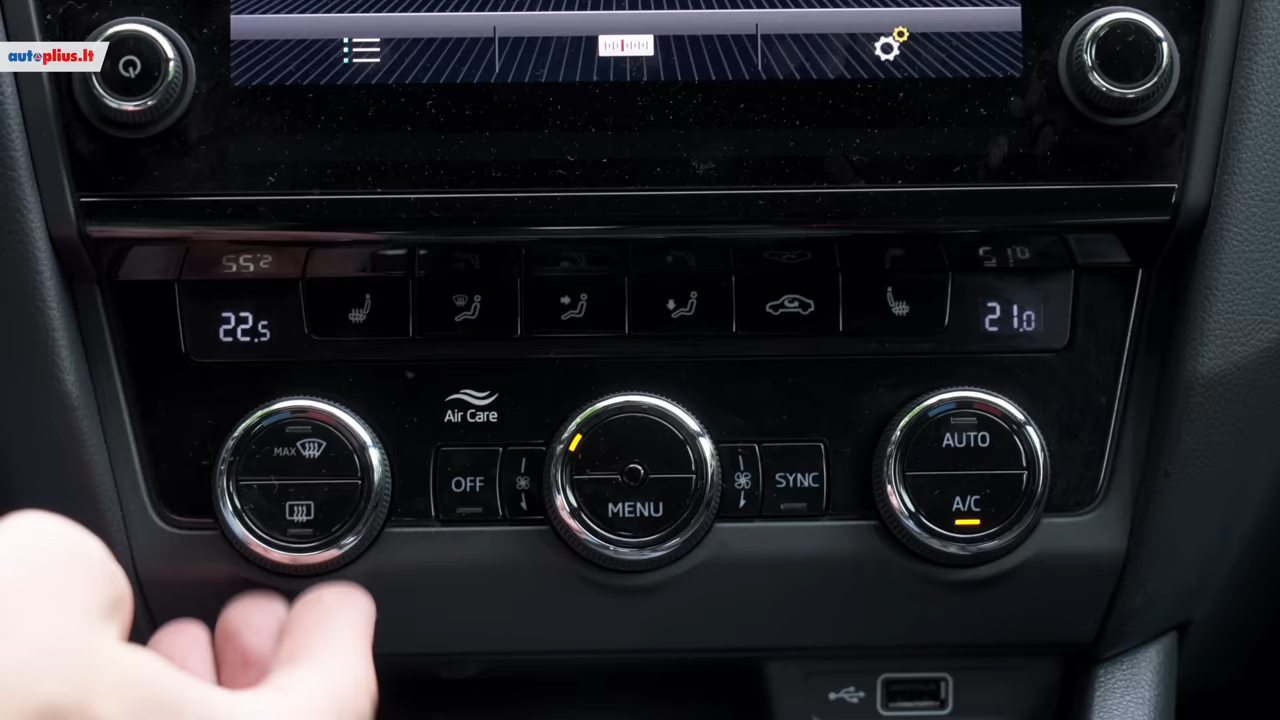 autoplius.lt
22.5
21.0
MAX
Air Care
OFF
MENU
SYNC
AUTO
A/C